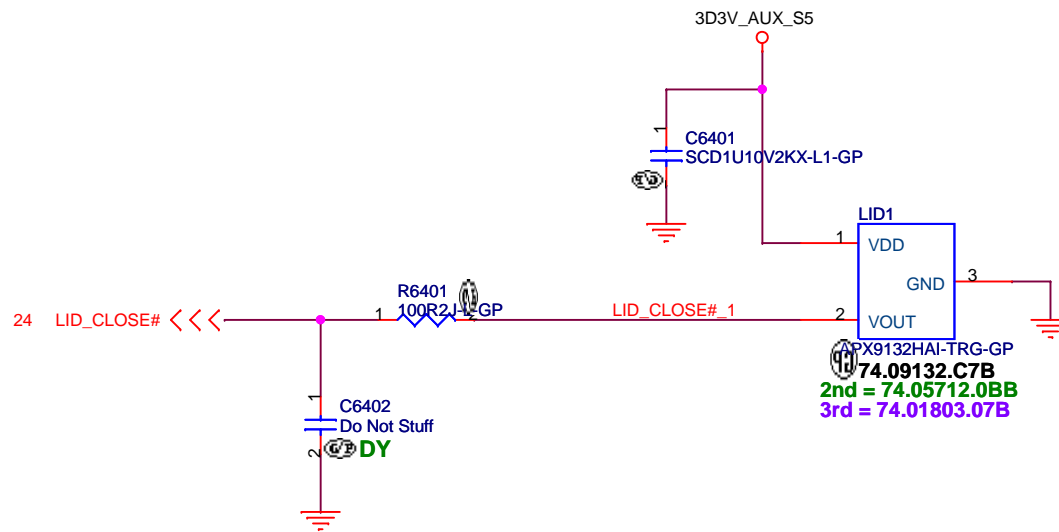 3D3V_AUX_S5
1
C6401
SCD1U10V2KX-L1-GP
LID1
1
VDD
GND
3
R6401
100R2J-L-GP
24
LID_CLOSE#
1
LID_CLOSE#_1
2
VOUT
APX9132HAI-TRG-GP
74.09132.C7B
2nd = 74.05712.0BB
3rd = 74.01803.07B
1
C6402
Do Not Stuff
2
DY